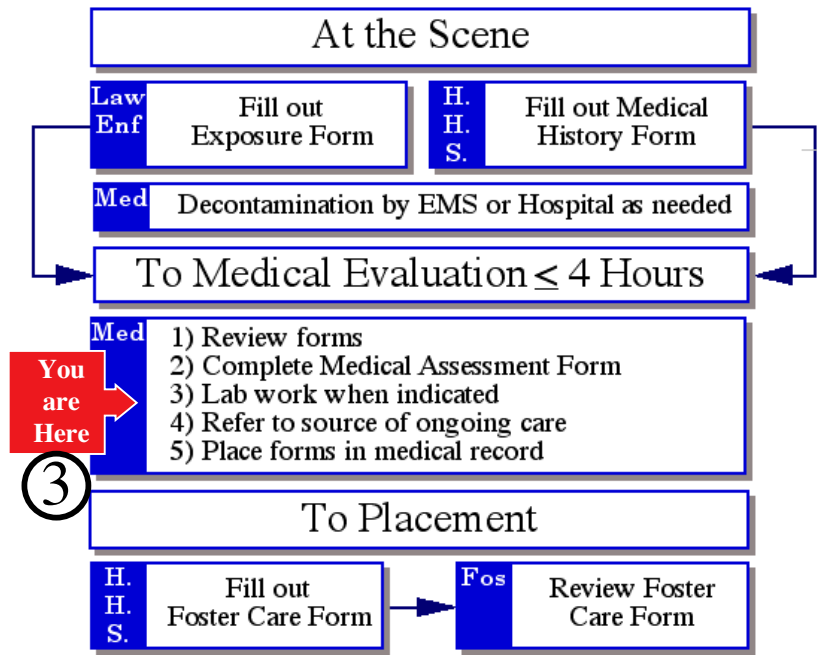 At the Scene
Law
Enf
Fill out
Exposure Form
H.
H.
S.
Fill out Medical
History Form
Med
Decontamination by EMS or Hospital as needed
To Medical Evaluation ≤ 4 Hours
Med
1) Review forms
2) Complete Medical Assessment Form
3) Lab work when indicated
4) Refer to source of ongoing care
5) Place forms in medical record
You
are
Here
3
To Placement
H.
H.
S.
Fill out
Foster Care Form
Fos
Review Foster
Care Form